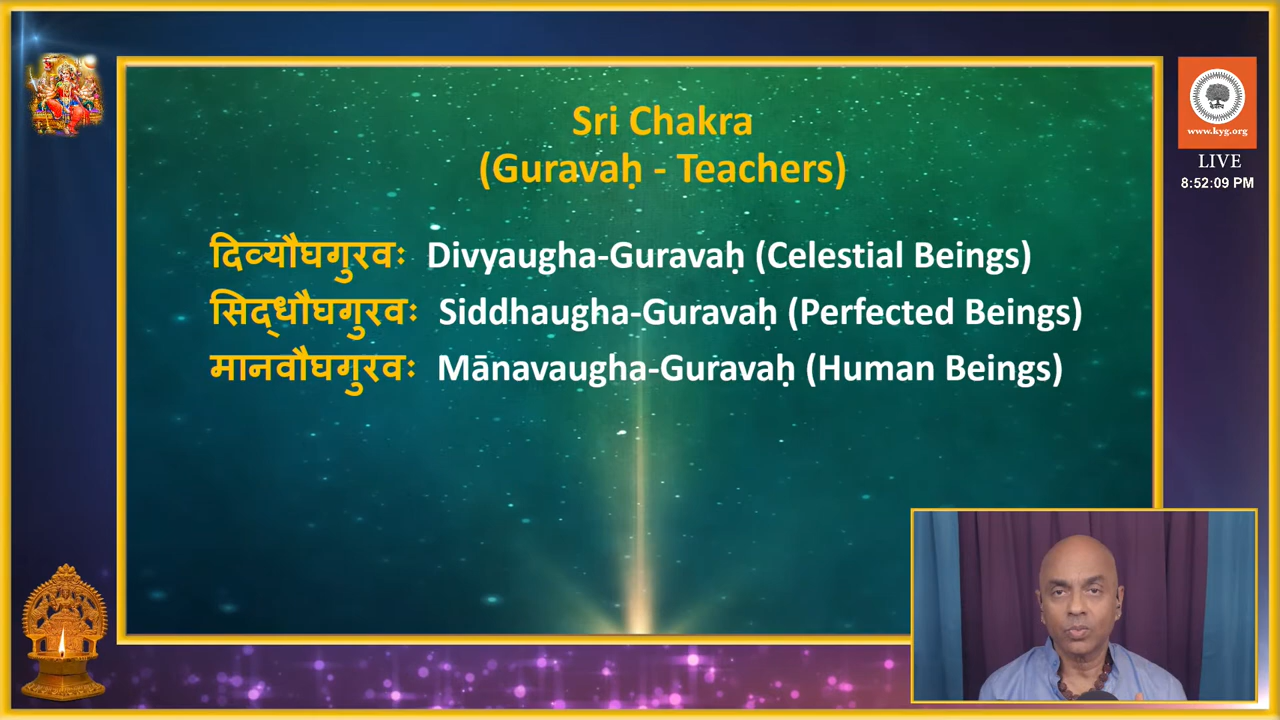 Sri Chakra
(Guravaḥ - Teachers)
दिव्यौघगुरवः Divyaugha-Guravaḥ (Celestial Beings)
सिद्‌धौघगुरवः Siddhaugha-Guravaḥ (Perfected Beings)
मानवौघगुरवः Mānavaugha-Guravaḥ (Human Beings)
www.kyg.org
LIVE
8:52:09 PM